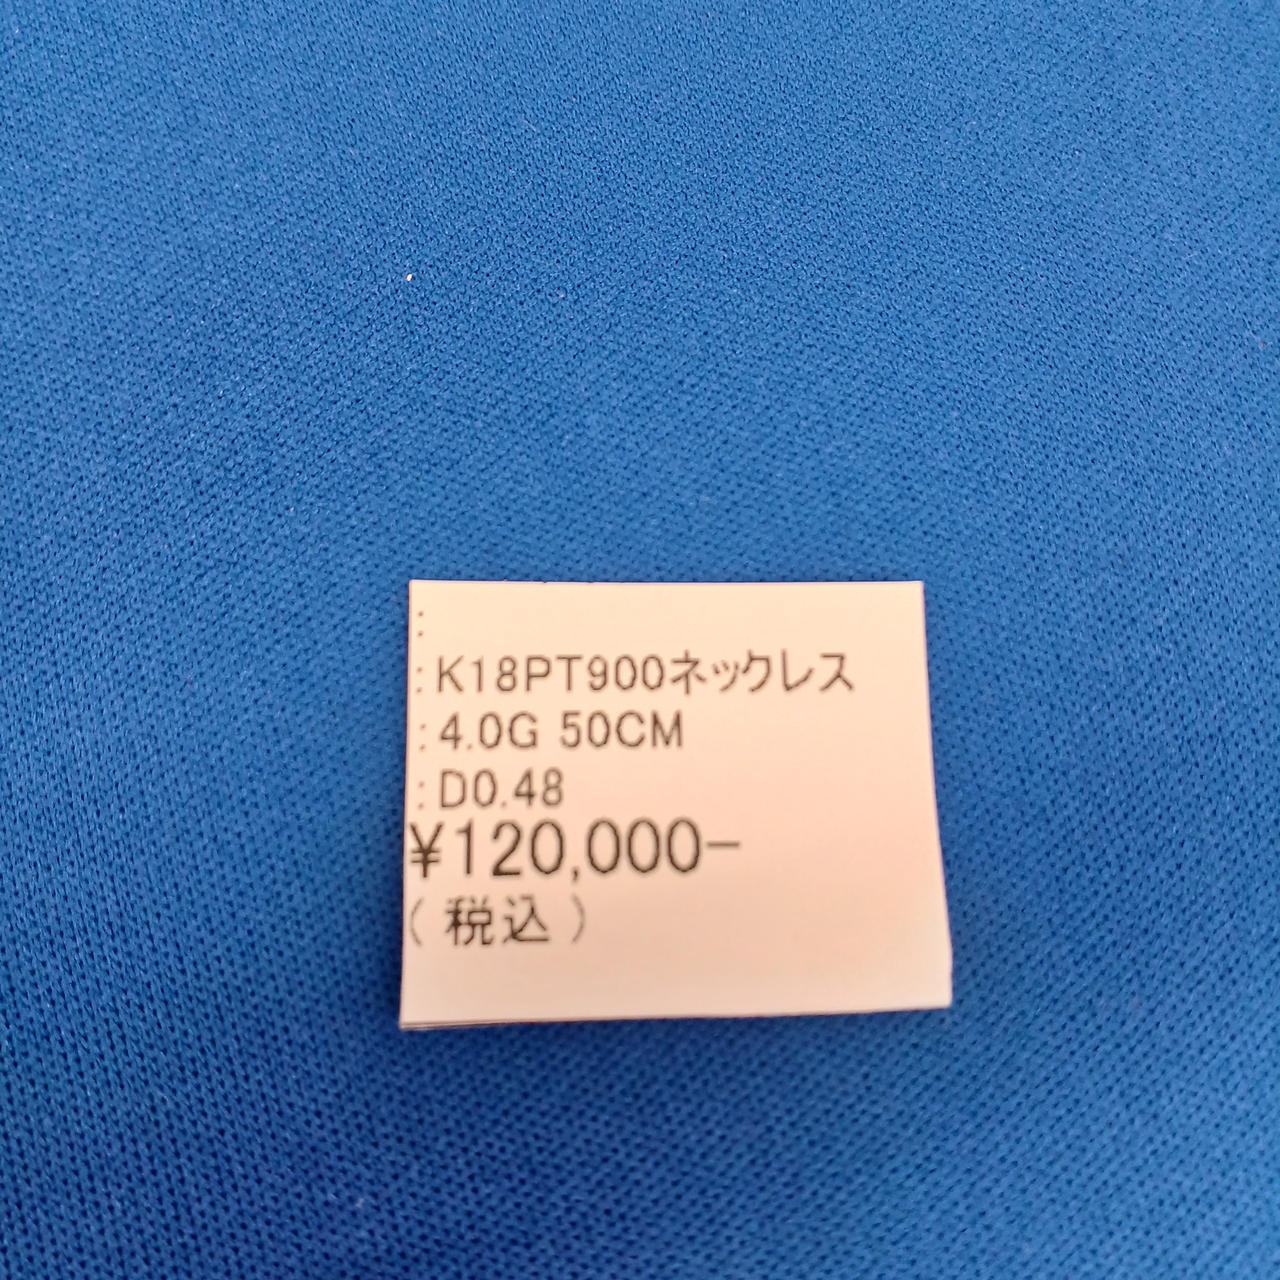 :
:K18PT900ネックレス
:4.0G 50CM
:D0.48
¥120,000-
(税込)